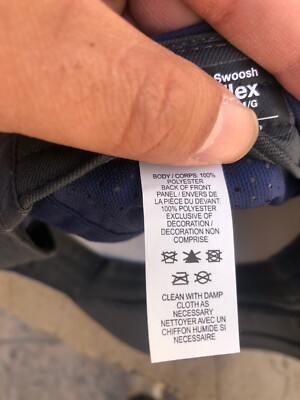 Swoosh
lex
M/G
BODY / CORPS: 100%
POLYESTER
BACK OF FRONT
PANEL / ENVERS DE
LA PIÈCE DU DEVANT:
100% POLYESTER
EXCLUSIVE OF
DECORATION /
DECORATION NON
COMPRISE
CLEAN WITH DAMP
CLOTH AS
NECESSARY
NETTOYER AVEC UN
CHIFFON HUMIDE SI
NECESSARY